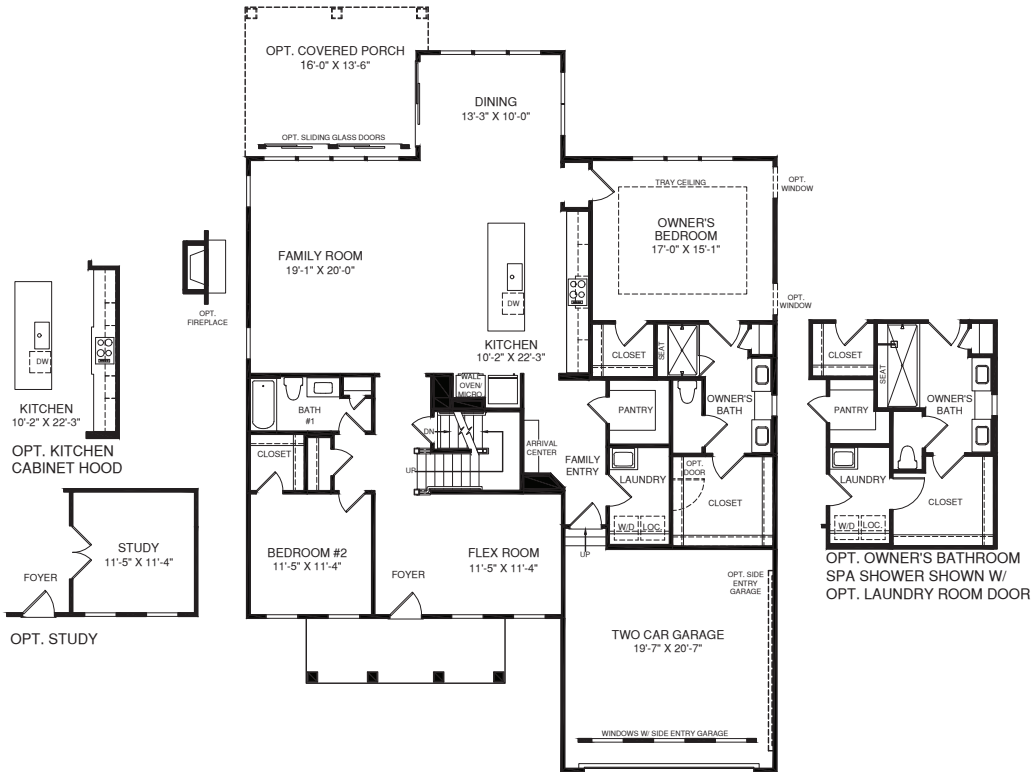 OPT. COVERED PORCH
16'-0" X 13'-6"
DINING
13'-3" X 10'-0"
OPT. SLIDING GLASS DOORS
TRAY CEILING
OPT.
WINDOW
OWNER'S
BEDROOM
17'-0" X 15'-1"
FAMILY ROOM
19'-1" X 20'-0"
DW
OPT.
WINDOW
OPT.
FIREPLACE
KITCHEN
10'-2" X 22'-3"
DW
KITCHEN
10'-2" X 22'-3"
OPT. KITCHEN
CABINET HOOD
CLOSET
SEAT
WALL
OVEN/
MICRO
BATH
#1
PANTRY
OWNER'S
BATH
DN
UP
ARRIVAL
CENTER
FAMILY
ENTRY
CLOSET
OPT.
DOOR
LAUNDRY
CLOSET
W/D
LOC.
UP
CLOSET
SEAT
PANTRY
OWNER'S
BATH
LAUNDRY
CLOSET
W/D
LOC.
OPT. OWNER'S BATHROOM
SPA SHOWER SHOWN W/
OPT. LAUNDRY ROOM DOOR
STUDY
11'-5" X 11'-4"
FOYER
OPT. STUDY
BEDROOM #2
11'-5" X 11'-4"
FOYER
FLEX ROOM
11'-5" X 11'-4"
OPT. SIDE
ENTRY
GARAGE
TWO CAR GARAGE
19'-7" X 20'-7"
WINDOWS W/ SIDE ENTRY GARAGE